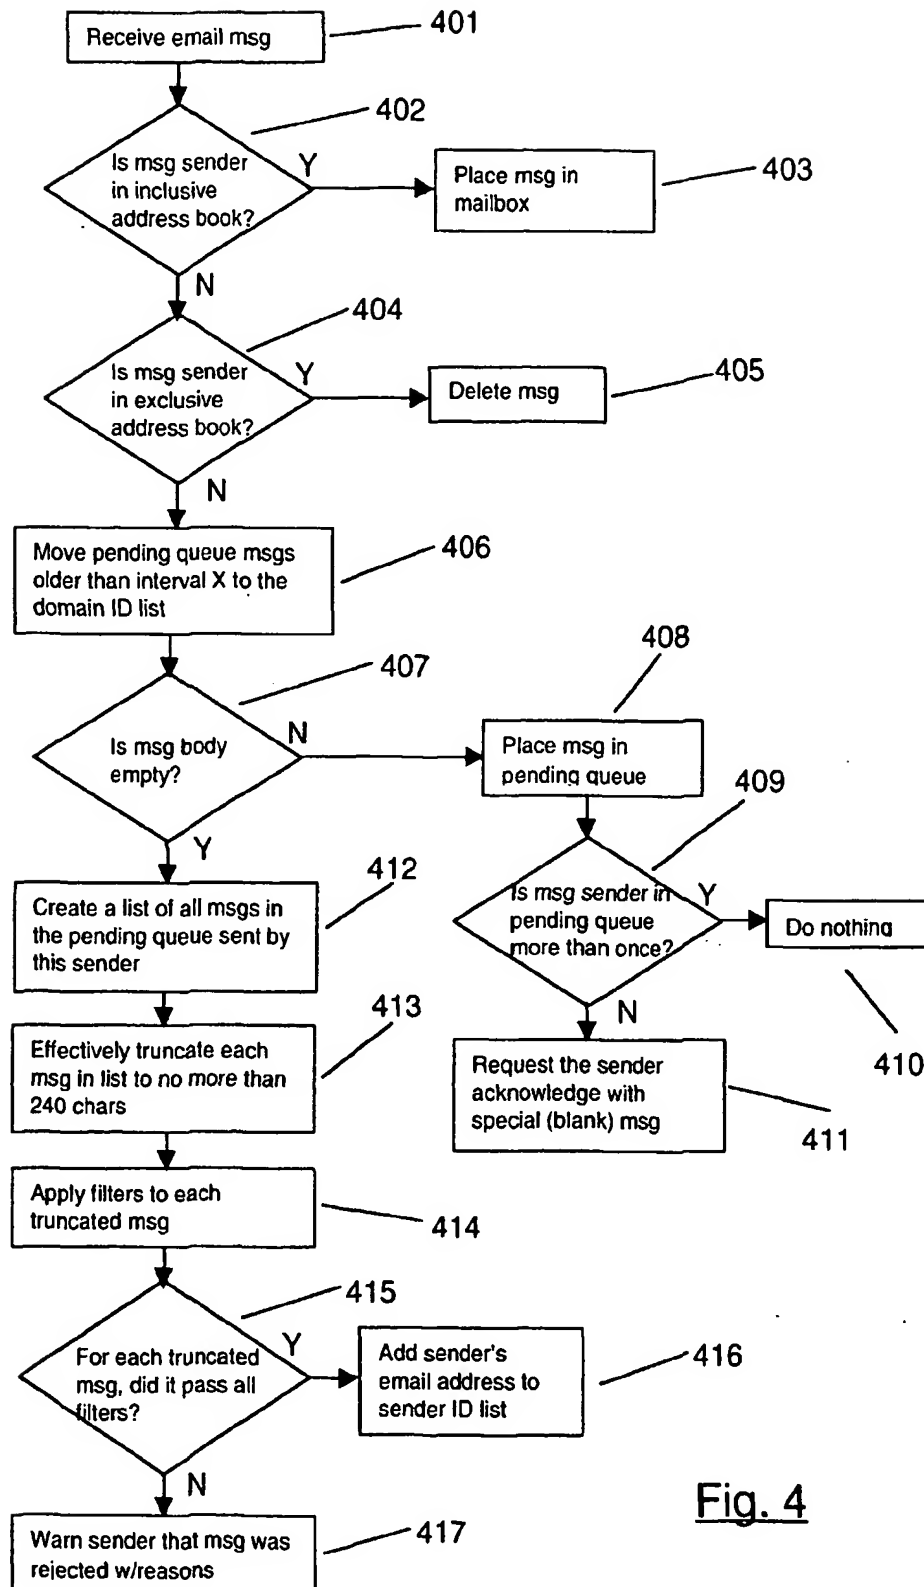 Receive email msg
401
402
Is msg sender
in inclusive
address book?
Y
Place msg in
mailbox
403
N
404
Is msg sender
in exclusive
address book?
Y
Delete msg
405
N
Move pending queue msgs
older than interval X to the
domain ID list
406
407
Is msg body
empty?
N
408
Place msg in
pending queue
409
Y
Is msg sender in
pending queue
more than once?
Y
Do nothing
410
N
Request the sender
acknowledge with
special (blank) msg
411
412
Create a list of all msgs in
the pending queue sent by
this sender
413
Effectively truncate each
msg in list to no more than
240 chars
Apply filters to each
truncated msg
414
415
For each truncated
msg, did it pass all
filters?
Y
Add sender's
email address to
sender ID list
416
N
Warn sender that msg was
rejected w/reasons
417
Fig. 4